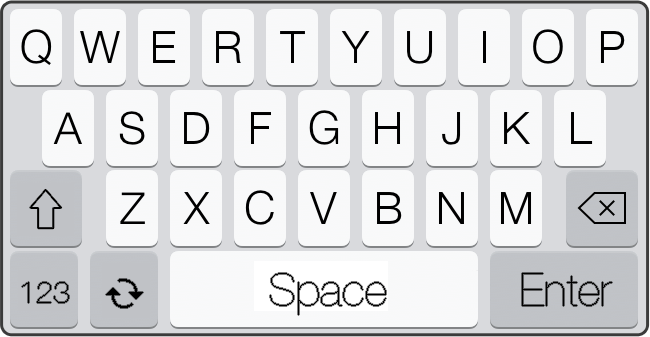 Q W E R T Y U I O P
A S D F G H J K L
Z X C V B N M
123 Space Enter